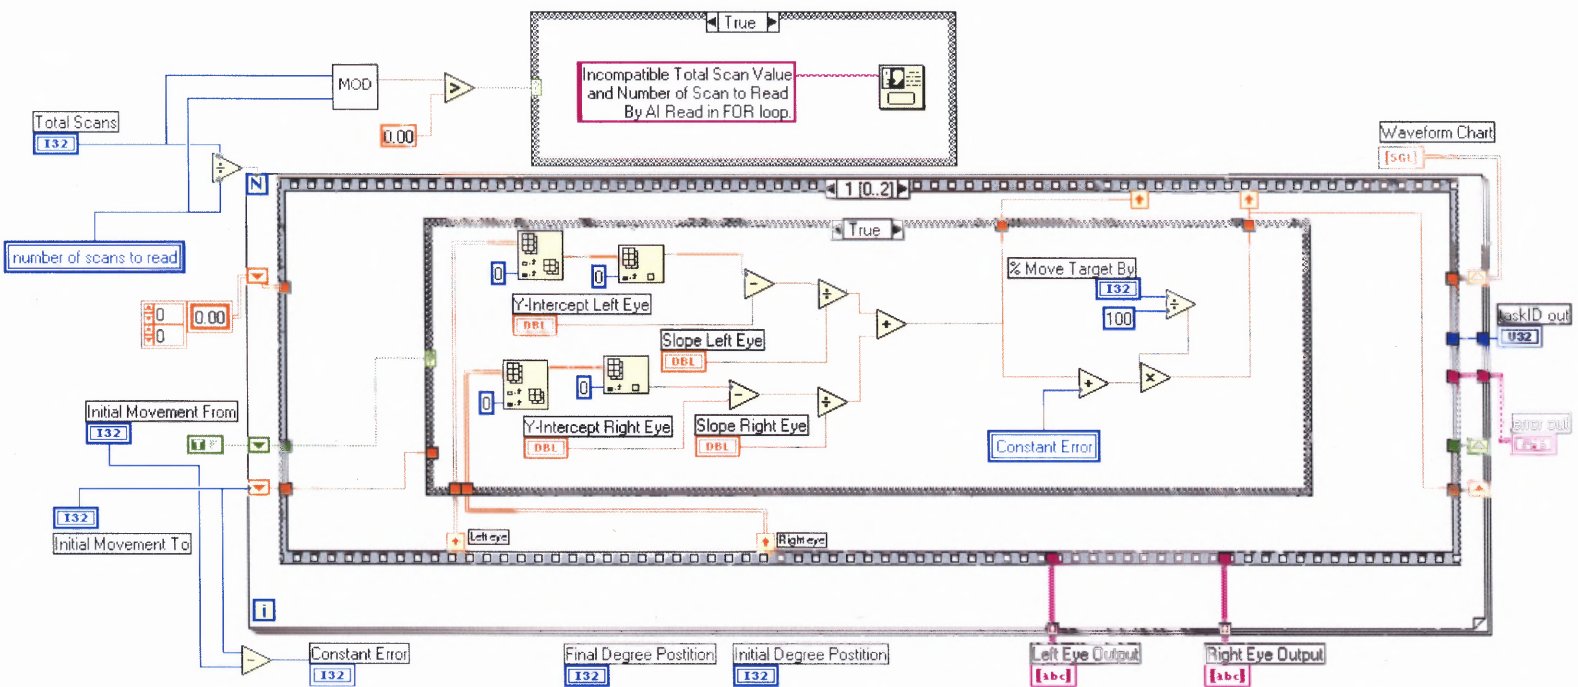 True
Incompatible Total Scan Value
and Number of Scan to Read
By AI Read in FOR loop.
MOD
>
0.00
Total Scans
I32
÷
number of scans to read
N
1 [0..2]
Waveform Chart
[SGL]
True
0
0
% Move Target By
I32
100
÷
Y-Intercept Left Eye
DBL
-
÷
+
Slope Left Eye
DBL
0
0
0
0
0.00
taskID out
U32
Y-Intercept Right Eye
DBL
-
÷
Slope Right Eye
DBL
+
x
Constant Error
Initial Movement From
I32
T F
error out
I32
Initial Movement To
Left eye
Right eye
i
-
Constant Error
I32
Final Degree Postition
I32
Initial Degree Postition
I32
Left Eye Output
[abc]
Right Eye Output
[abc]